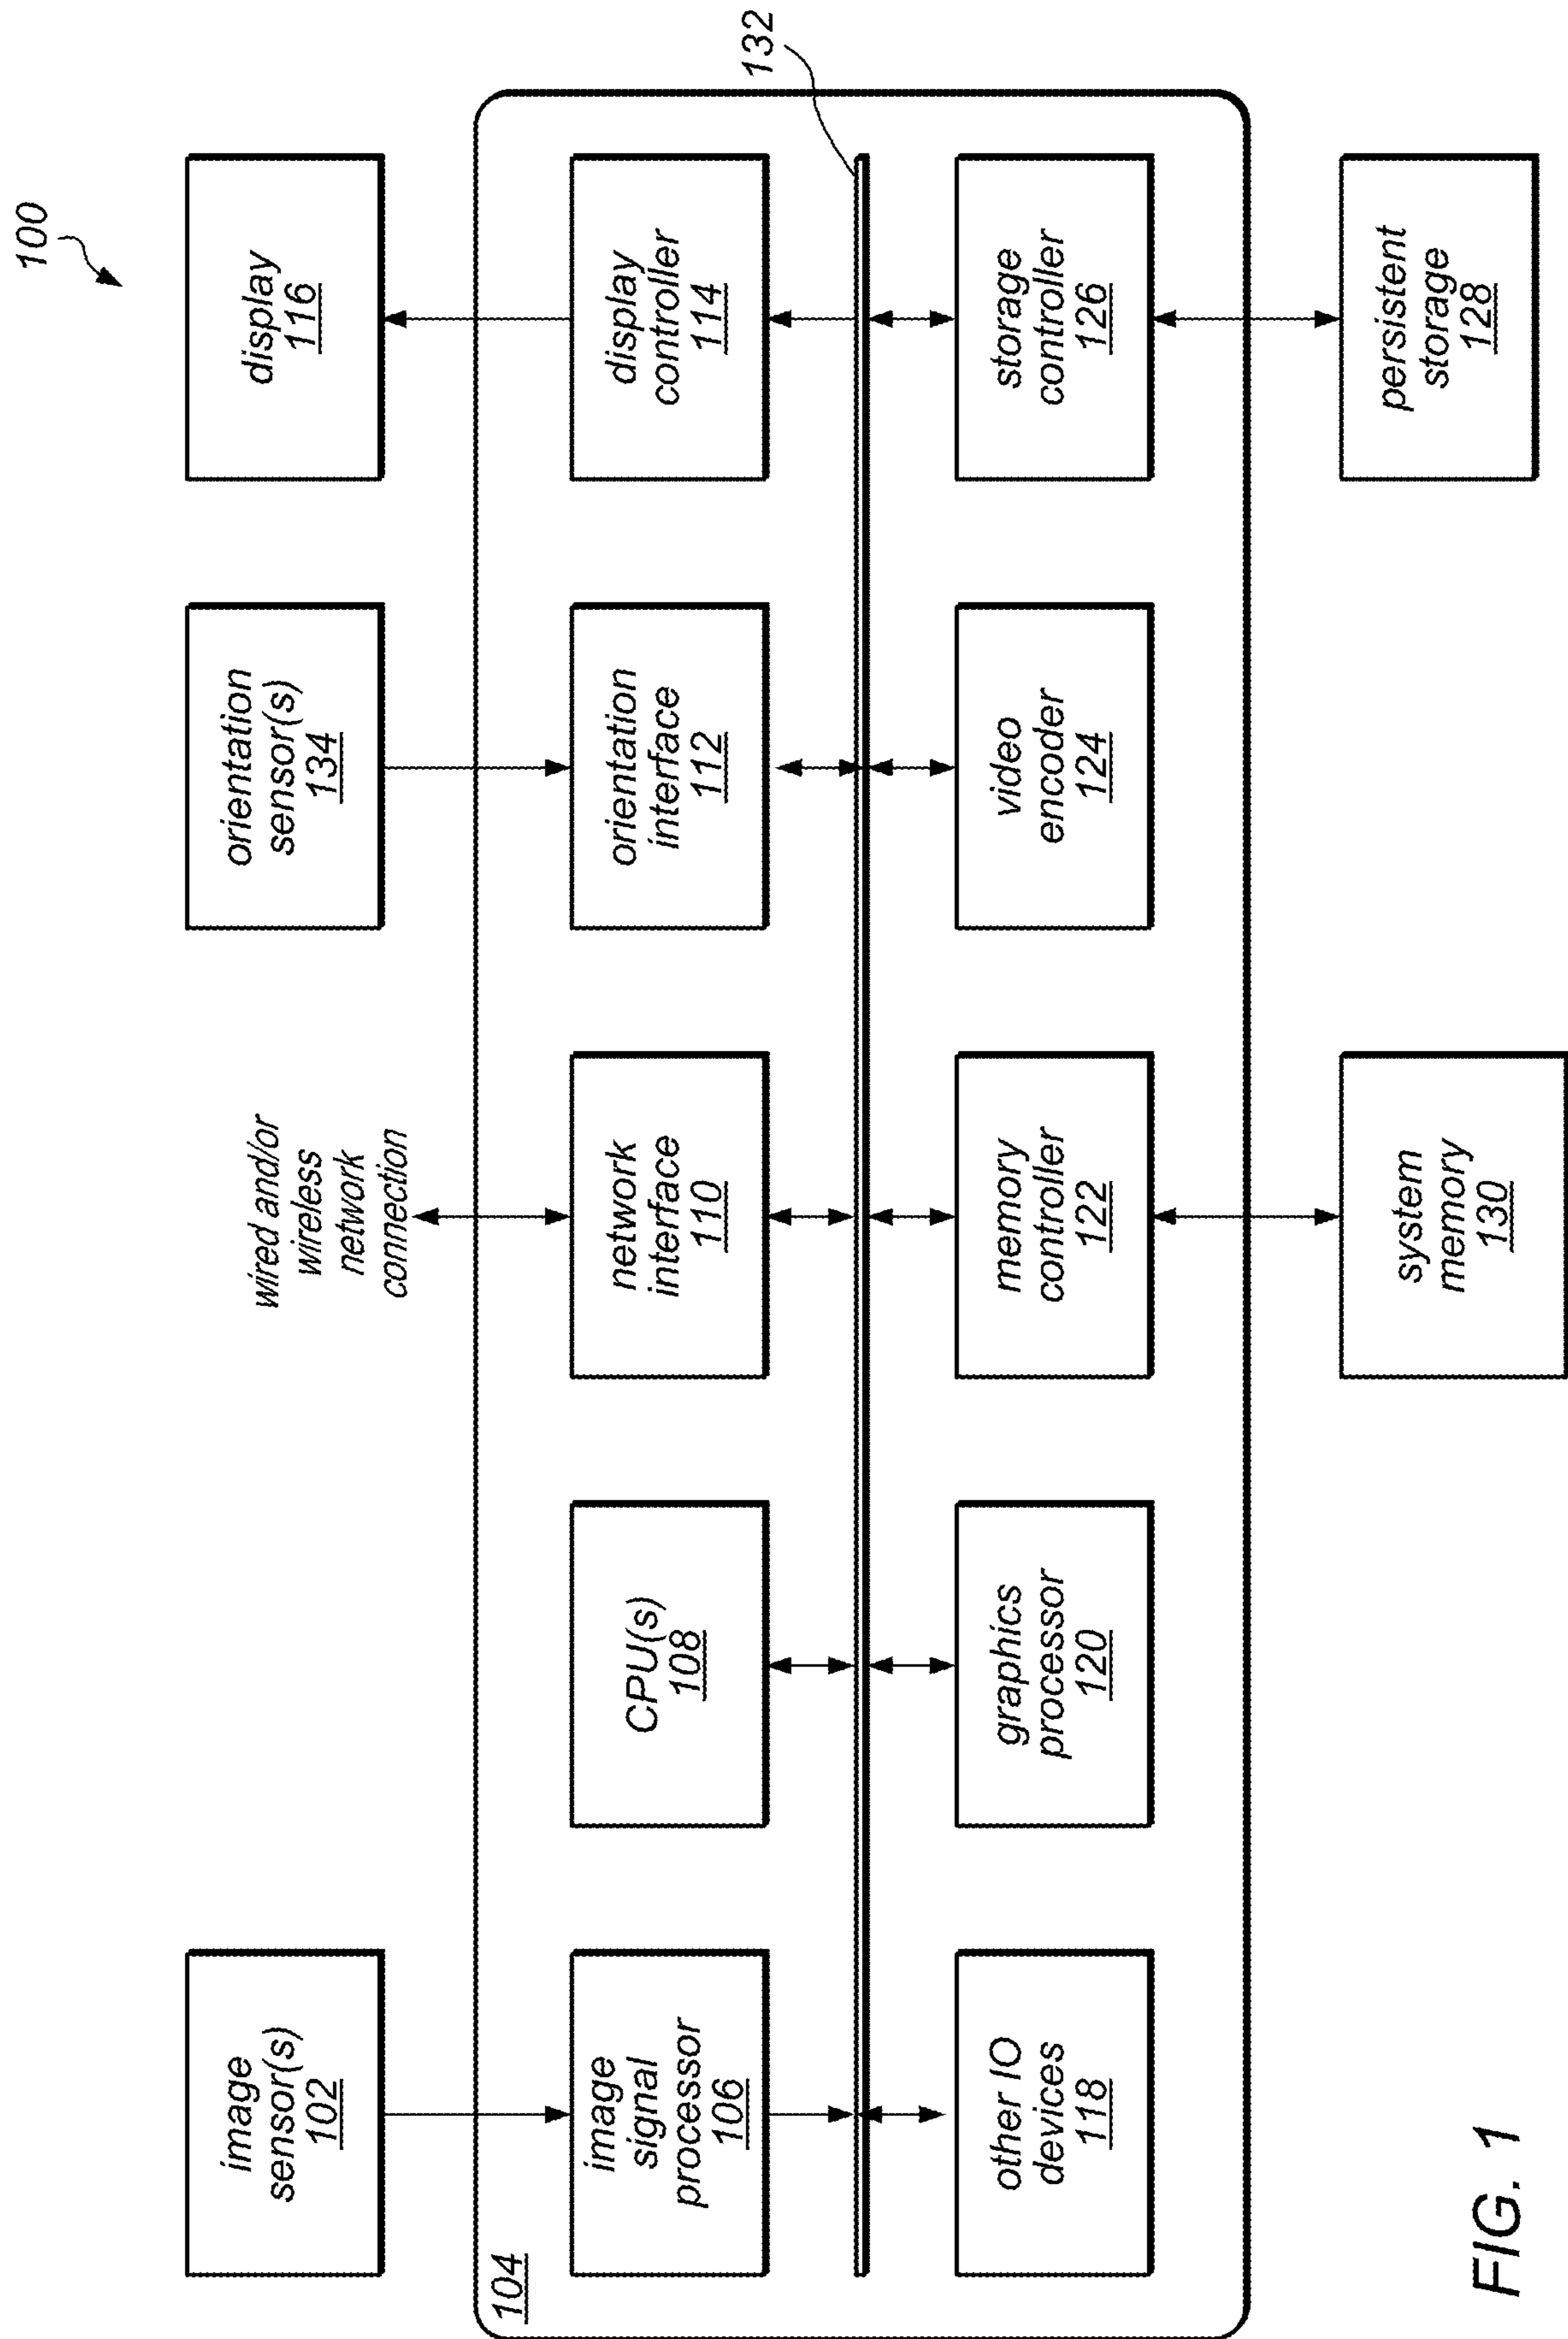 100
image
sensor(s)
102
wired and/or
wireless
network
connection
orientation
sensor(s)
134
display
116
104
image
signal
processor
106
CPU(s)
108
network
interface
110
orientation
interface
112
display
controller
114
132
other IO
devices
118
graphics
processor
120
memory
controller
122
video
encoder
124
storage
controller
126
system
memory
130
persistent
storage
128
FIG. 1